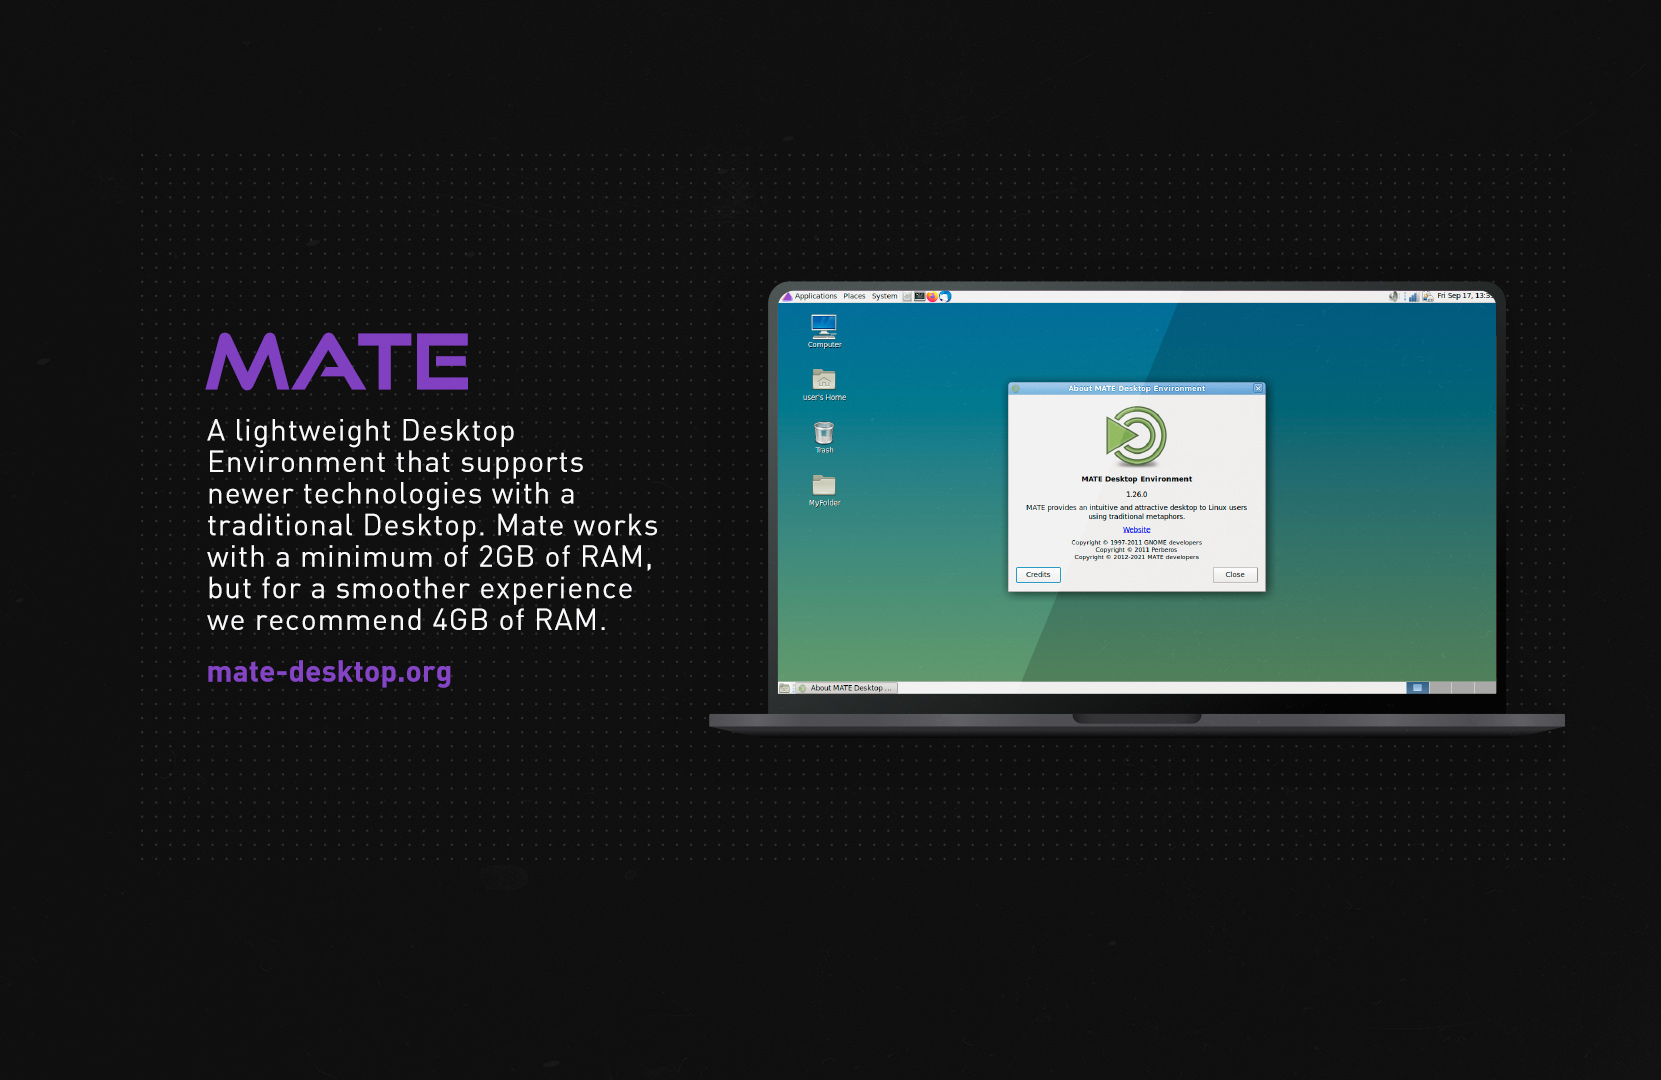 MATE
A lightweight Desktop
Environment that supports
newer technologies with a
traditional Desktop. Mate works
with a minimum of 2GB of RAM,
but for a smoother experience
we recommend 4GB of RAM.
mate-desktop.org
Applications Places System
Fri Sep 17, 13:3
Computer
user's Home
Trash
MyFolder
About MATE Desktop Environment
MATE Desktop Environment
1.26.0
MATE provides an intuitive and attractive desktop to Linux users
using traditional metaphors.
Website
Copyright © 1997-2011 GNOME developers
Copyright © 2011 Perberos
Copyright © 2012-2021 MATE developers
Credits Close
About MATE Desktop ...